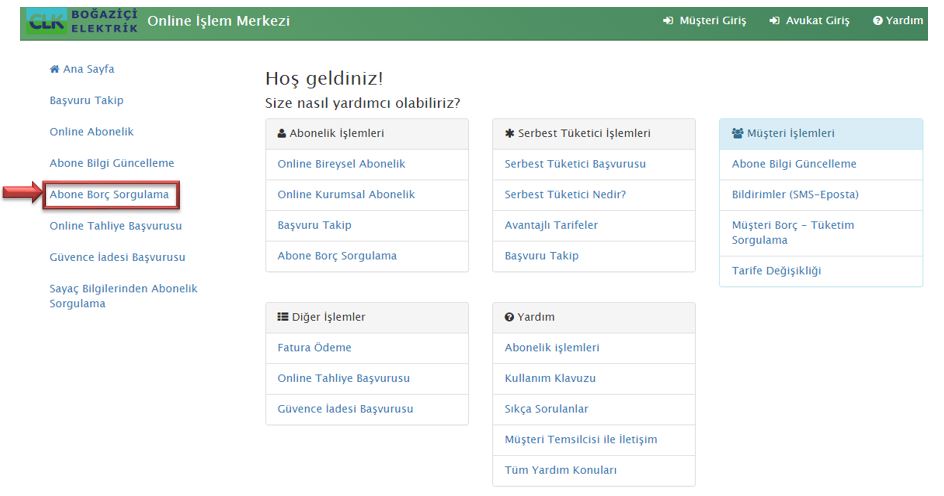 CLK BOĞAZİÇİ ELEKTRİK Online İşlem Merkezi
Müşteri Giriş
Avukat Giriş
Yardım
Ana Sayfa
Başvuru Takip
Online Abonelik
Abone Bilgi Güncelleme
Abone Borç Sorgulama
Online Tahliye Başvurusu
Güvence İadesi Başvurusu
Sayaç Bilgilerinden Abonelik
Sorgulama
Hoş geldiniz!
Size nasıl yardımcı olabiliriz?
Abonelik İşlemleri
Online Bireysel Abonelik
Online Kurumsal Abonelik
Başvuru Takip
Abone Borç Sorgulama
Serbest Tüketici İşlemleri
Serbest Tüketici Başvurusu
Serbest Tüketici Nedir?
Avantajlı Tarifeler
Başvuru Takip
Müşteri İşlemleri
Abone Bilgi Güncelleme
Bildirimler (SMS-Eposta)
Müşteri Borç - Tüketim
Sorgulama
Tarife Değişikliği
Diğer İşlemler
Fatura Ödeme
Online Tahliye Başvurusu
Güvence İadesi Başvurusu
Yardım
Abonelik işlemleri
Kullanım Klavuzu
Sıkça Sorulanlar
Müşteri Temsilcisi ile İletişim
Tüm Yardım Konuları